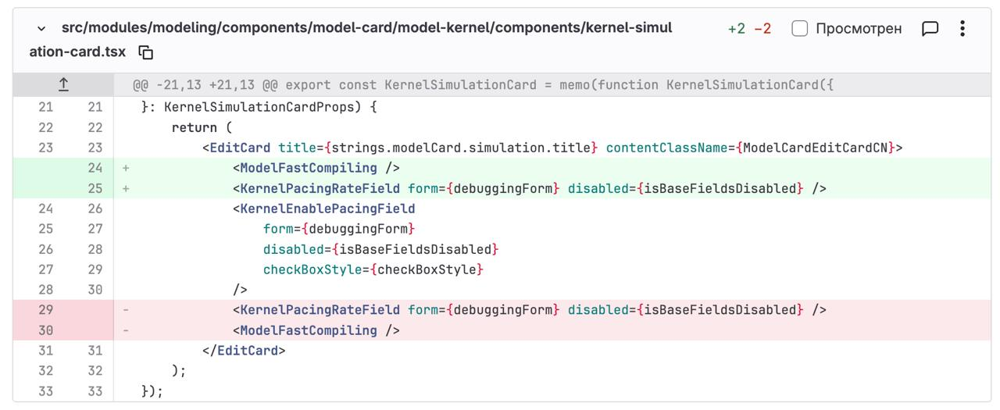 src/modules/modeling/components/model-card/model-kernel/components/kernel-simul
ation-card.tsx
+2 −2 Просмотрен
@@ -21,13 +21,13 @@ export const KernelSimulationCard = memo(function KernelSimulationCard({
21 21 }: KernelSimulationCardProps) {
22 22 return (
23 23 <EditCard title={strings.modelCard.simulation.title} contentClassName={ModelCardEditCardCN}>
24 + <ModelFastCompiling />
25 + <KernelPacingRateField form={debuggingForm} disabled={isBaseFieldsDisabled} />
24 26 <KernelEnablePacingField
25 27 form={debuggingForm}
26 28 disabled={isBaseFieldsDisabled}
27 29 checkBoxStyle={checkBoxStyle}
28 30 />
29 - <KernelPacingRateField form={debuggingForm} disabled={isBaseFieldsDisabled} />
30 - <ModelFastCompiling />
31 31 </EditCard>
32 32 );
33 33 });